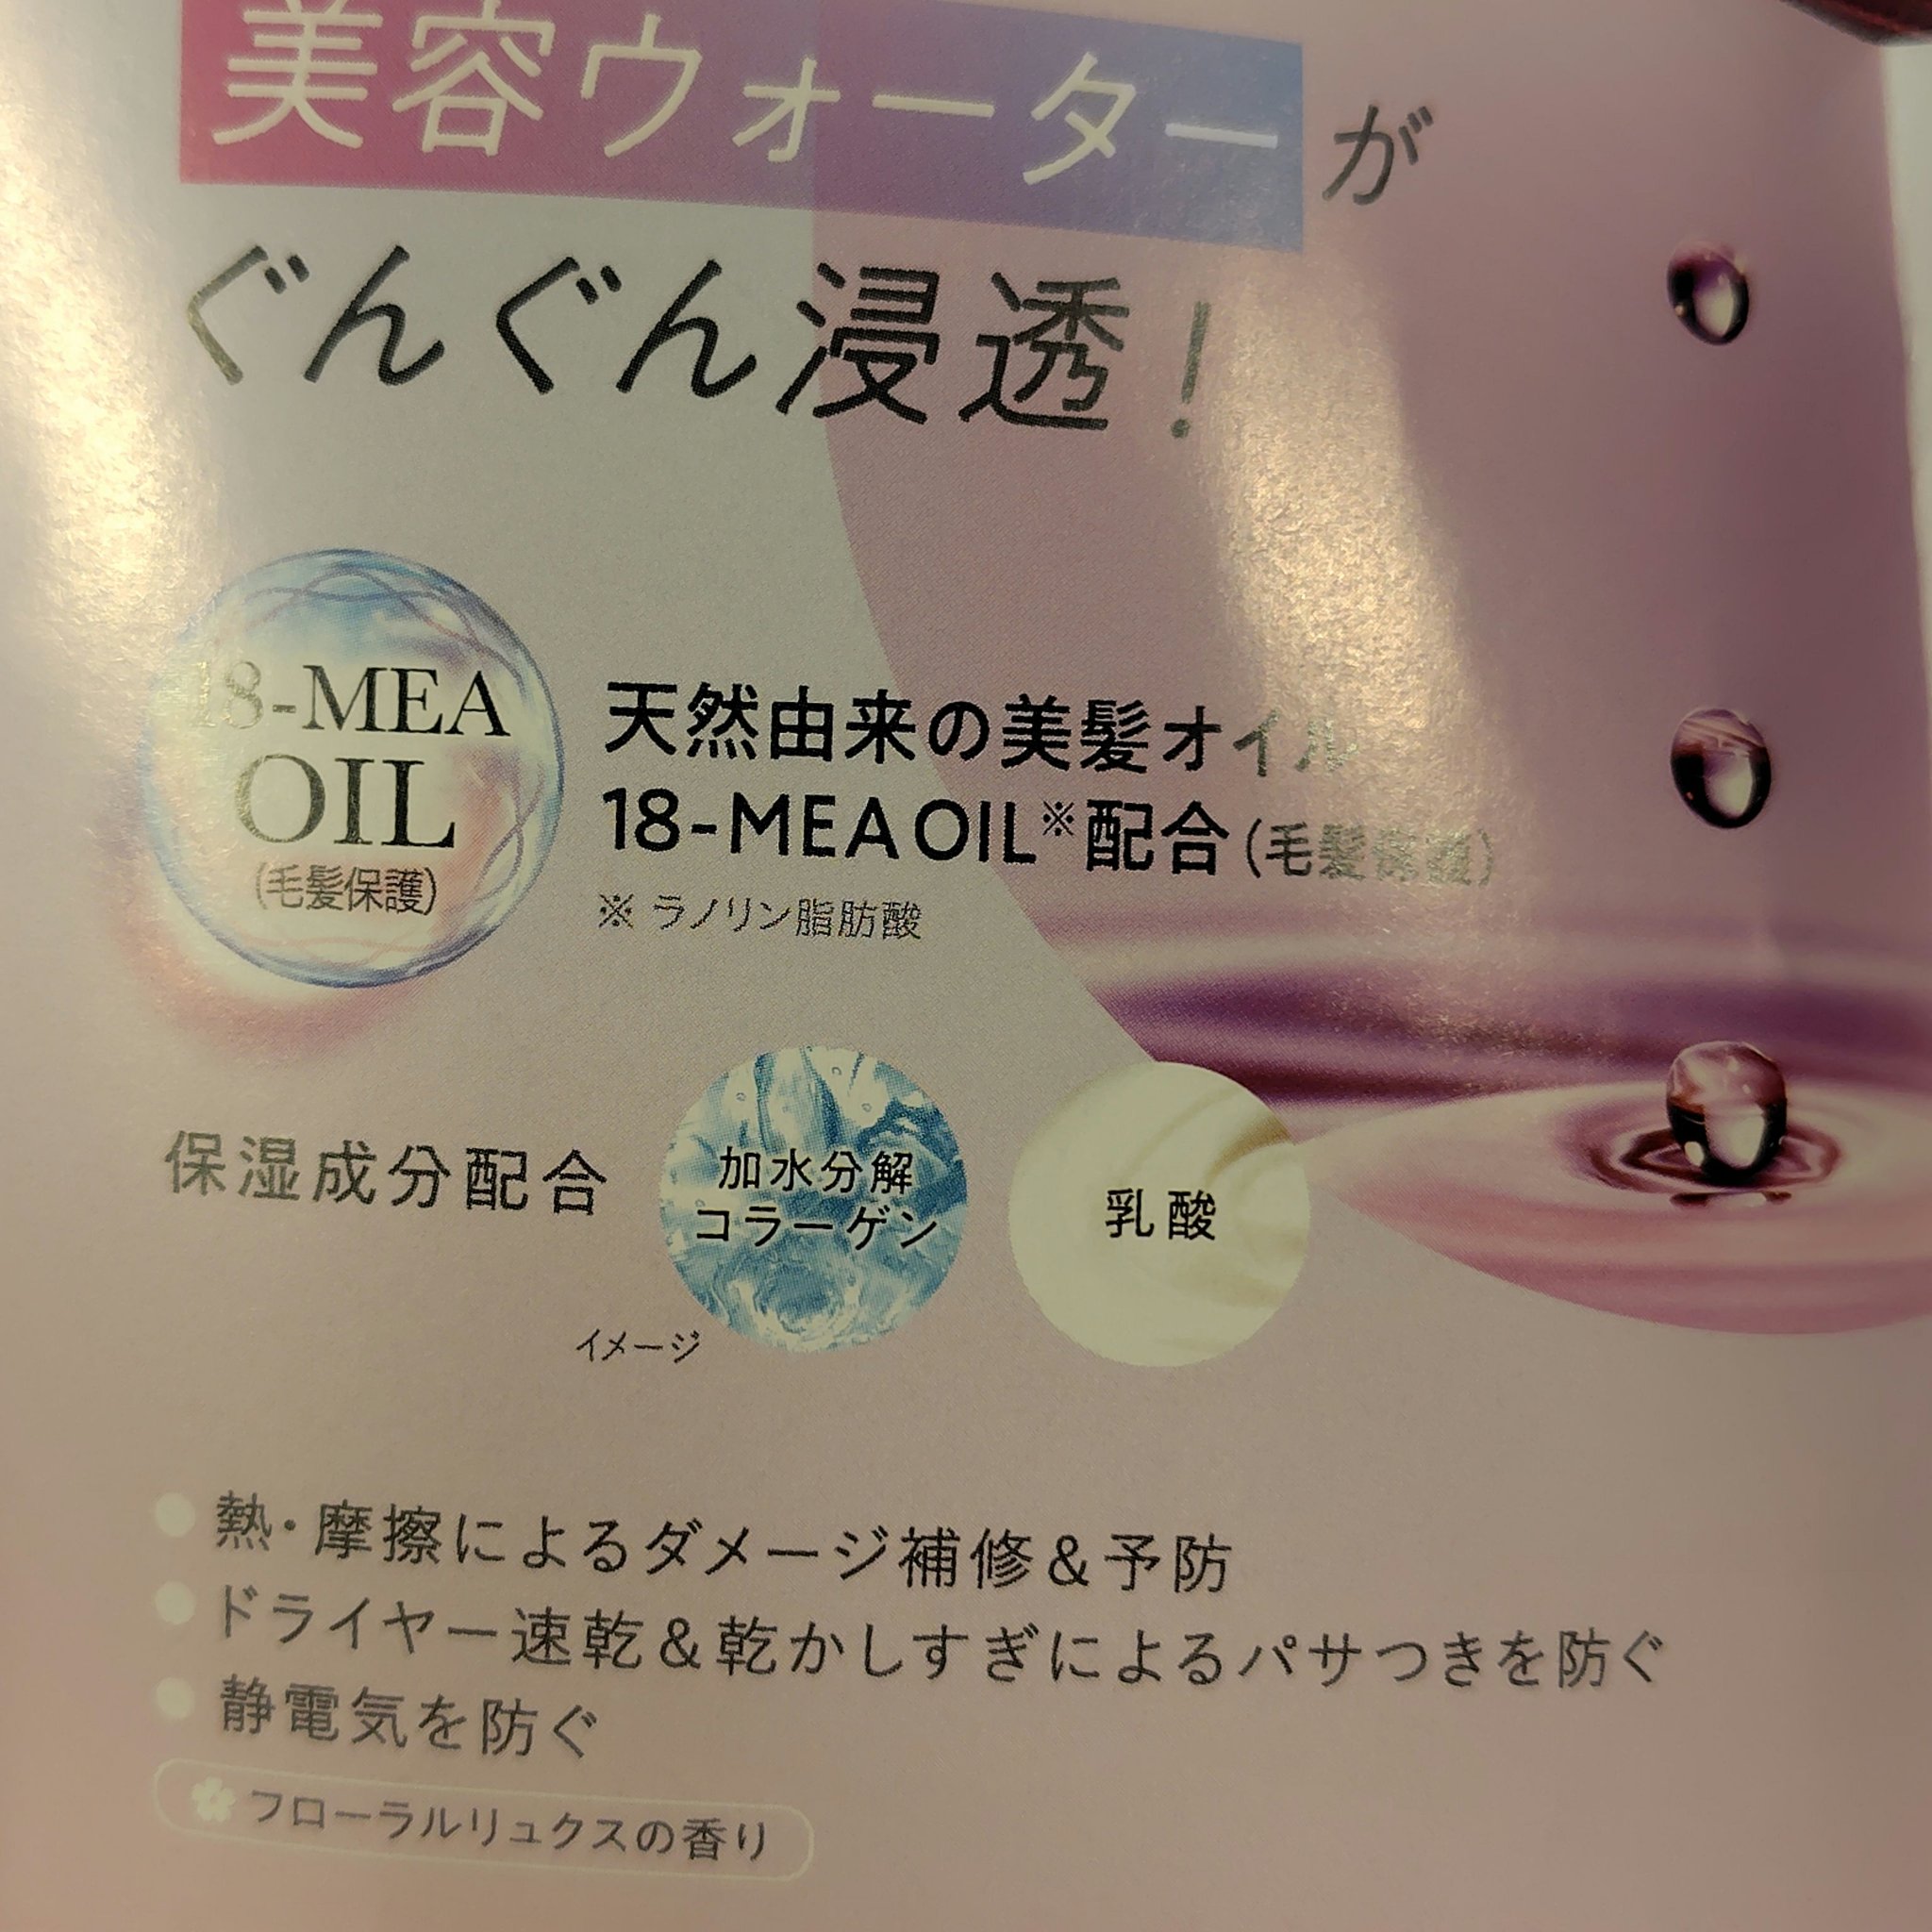 美容ウォーターが
ぐんぐん浸透!
18-MEA
OIL
(毛髪保護)
天然由来の美髪オイル
18-MEA OIL※配合(毛髪保護)
※ ラノリン脂肪酸
保湿成分配合
加水分解
コラーゲン
乳酸
イメージ
熱・摩擦によるダメージ補修&予防
ドライヤー速乾&乾かしすぎによるパサつきを防ぐ
静電気を防ぐ
フローラルリュクスの香り